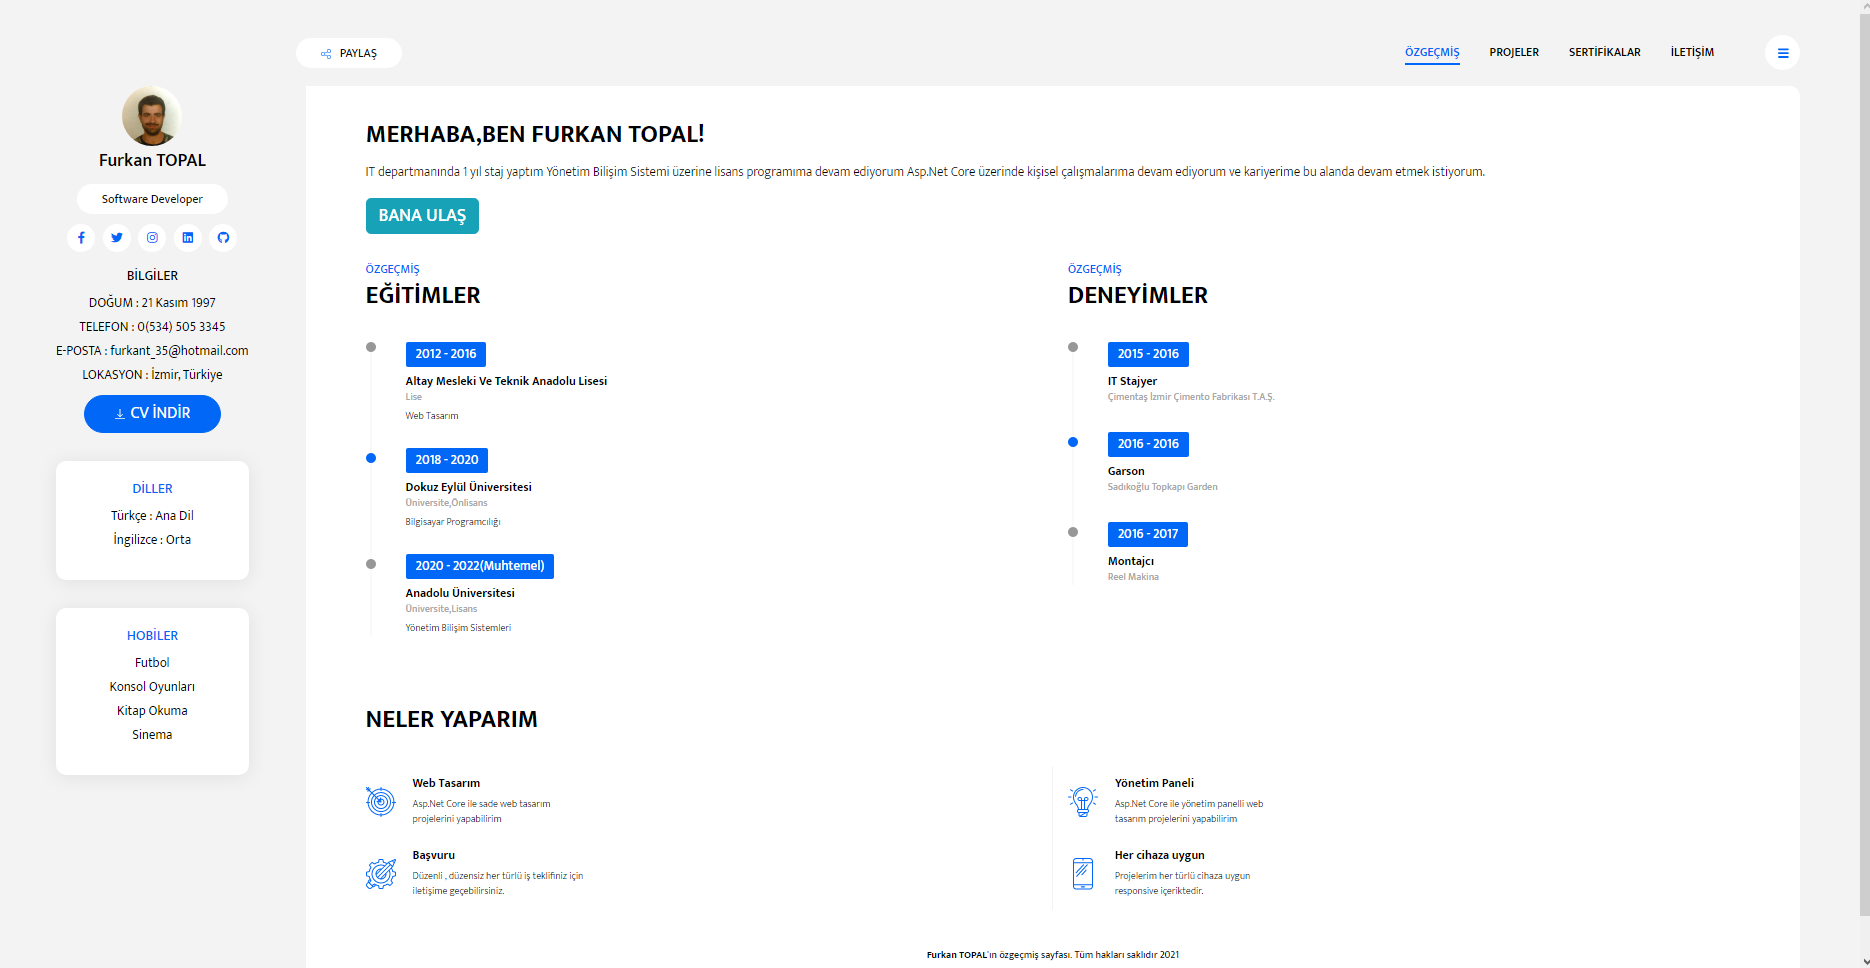 PAYLAŞ
ÖZGEÇMİŞ
PROJELER
SERTİFİKALAR
İLETİŞİM
Furkan TOPAL
Software Developer
BİLGİLER
DOĞUM : 21 Kasım 1997
TELEFON : 0(534) 505 3345
E-POSTA : furkant_35@hotmail.com
LOKASYON : İzmir, Türkiye
CV İNDİR
DİLLER
Türkçe : Ana Dil
İngilizce : Orta
HOBİLER
Futbol
Konsol Oyunları
Kitap Okuma
Sinema
MERHABA,BEN FURKAN TOPAL!
IT departmanında 1 yıl staj yaptım Yönetim Bilişim Sistemi üzerine lisans programıma devam ediyorum Asp.Net Core üzerinde kişisel çalışmalarıma devam ediyorum ve kariyerime bu alanda devam etmek istiyorum.
BANA ULAŞ
ÖZGEÇMİŞ
EĞİTİMLER
2012 - 2016
Altay Mesleki Ve Teknik Anadolu Lisesi
Lise
Web Tasarım
2018 - 2020
Dokuz Eylül Üniversitesi
Üniversite,Önlisans
Bilgisayar Programcılığı
2020 - 2022(Muhtemel)
Anadolu Üniversitesi
Üniversite,Lisans
Yönetim Bilişim Sistemleri
ÖZGEÇMİŞ
DENEYİMLER
2015 - 2016
IT Stajyer
Çimentaş İzmir Çimento Fabrikası T.A.Ş.
2016 - 2016
Garson
Sadıkoğlu Topkapı Garden
2016 - 2017
Montajcı
Reel Makina
NELER YAPARIM
Web Tasarım
Asp.Net Core ile sade web tasarım
projelerini yapabilirim
Başvuru
Düzenli , düzensiz her türlü iş teklifiniz için
iletişime geçebilirsiniz.
Yönetim Paneli
Asp.Net Core ile yönetim panelli web
tasarım projelerini yapabilirim
Her cihaza uygun
Projelerim her türlü cihaza uygun
responsive içeriktedir.
Furkan TOPAL'ın özgeçmiş sayfası. Tüm hakları saklıdır 2021